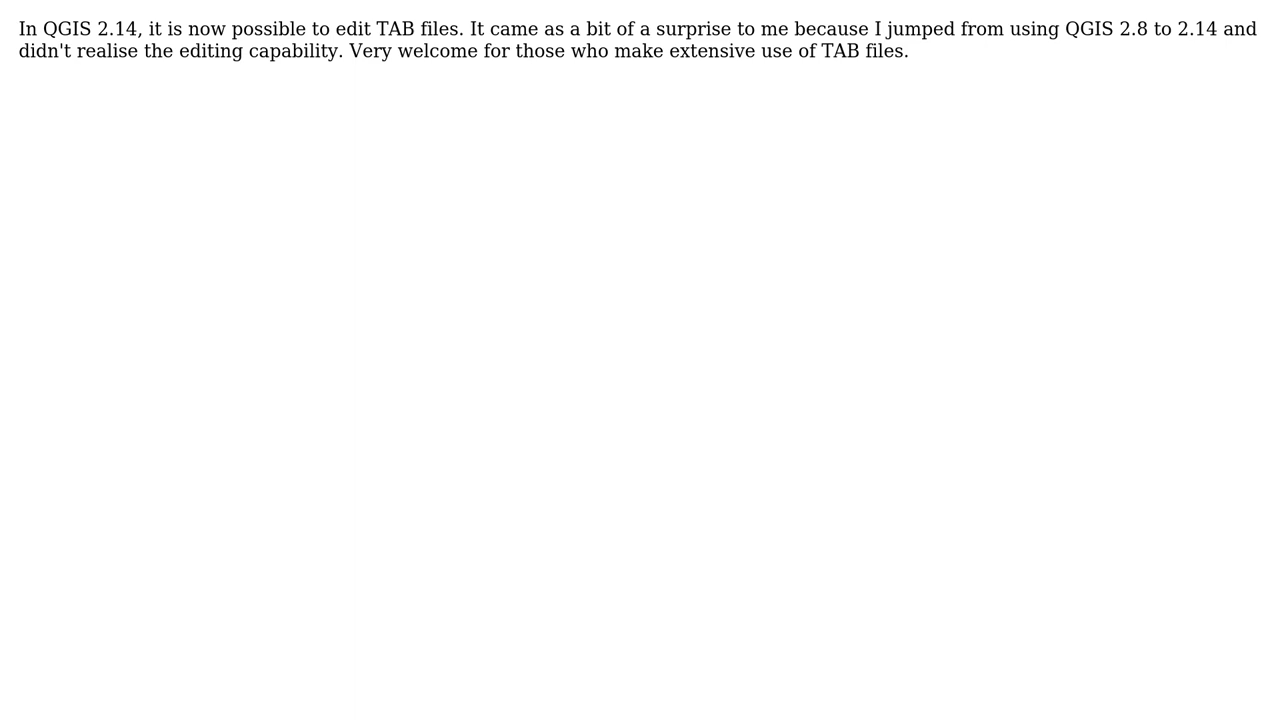 In QGIS 2.14, it is now possible to edit TAB files. It came as a bit of a surprise to me because I jumped from using QGIS 2.8 to 2.14 and
didn't realise the editing capability. Very welcome for those who make extensive use of TAB files.